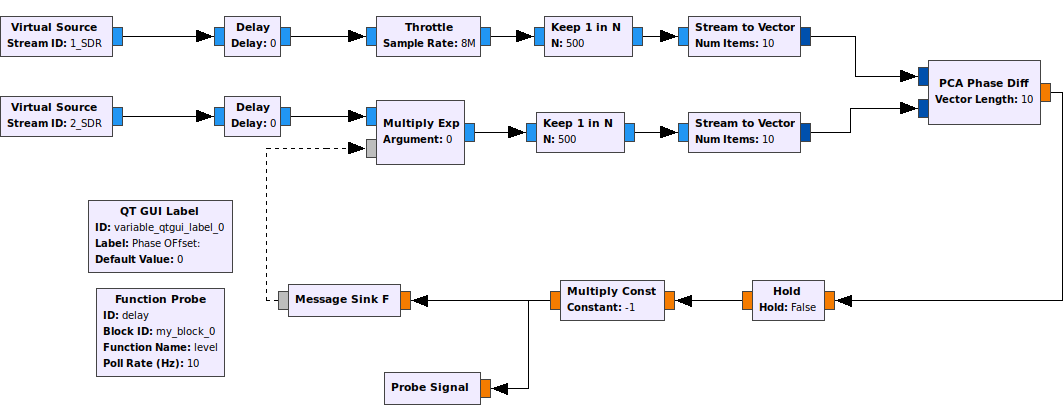 Virtual Source
Stream ID: 1_SDR
Delay
Delay: 0
Throttle
Sample Rate: 8M
Keep 1 in N
N: 500
Stream to Vector
Num Items: 10
PCA Phase Diff
Vector Length: 10
Virtual Source
Stream ID: 2_SDR
Delay
Delay: 0
Multiply Exp
Argument: 0
Keep 1 in N
N: 500
Stream to Vector
Num Items: 10
QT GUI Label
ID: variable_qtgui_label_0
Label: Phase OFfset:
Default Value: 0
Function Probe
ID: delay
Block ID: my_block_0
Function Name: level
Poll Rate (Hz): 10
Message Sink F
Multiply Const
Constant: -1
Hold
Hold: False
Probe Signal